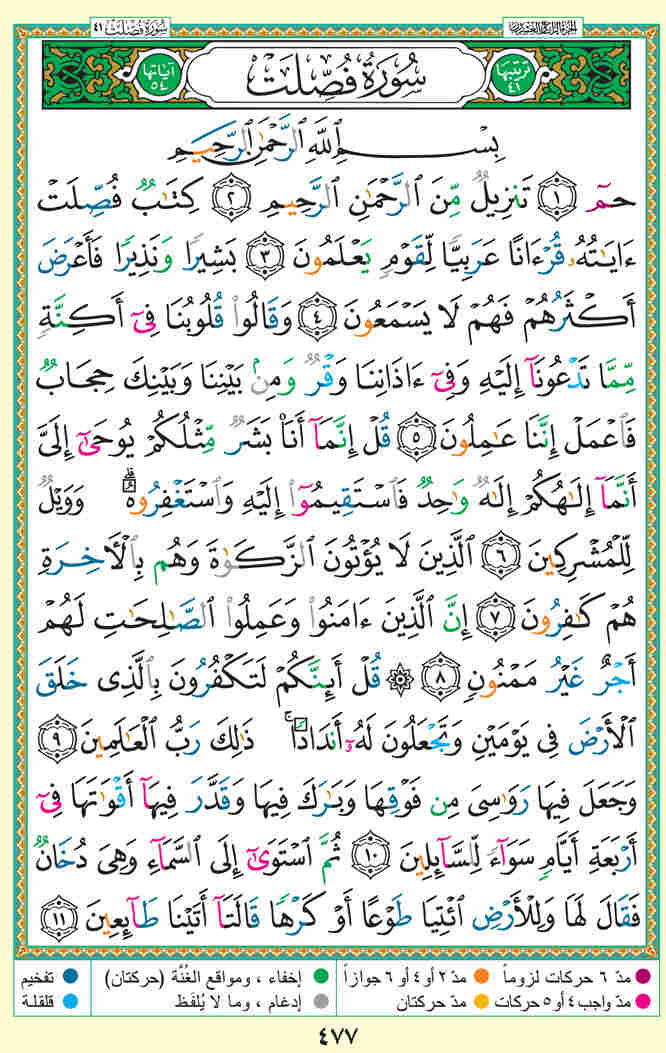 الجزء الرابع والعشرون
سورة فصلت ٤١
ترتيبها ٤١ سُورَةُ فُصِّلَتْ آياتها ٥٤
بِسْمِ ٱللَّهِ ٱلرَّحْمَٰنِ ٱلرَّحِيمِ
حمٓ ﴿١﴾ تَنزِيلٌ مِّنَ ٱلرَّحْمَٰنِ ٱلرَّحِيمِ ﴿٢﴾ كِتَٰبٌ فُصِّلَتْ
ءَايَٰتُهُۥ قُرْءَانًا عَرَبِيًّا لِّقَوْمٍ يَعْلَمُونَ ﴿٣﴾ بَشِيرًا وَنَذِيرًا فَأَعْرَضَ
أَكْثَرُهُمْ فَهُمْ لَا يَسْمَعُونَ ﴿٤﴾ وَقَالُوا۟ قُلُوبُنَا فِىٓ أَكِنَّةٍ
مِّمَّا تَدْعُونَآ إِلَيْهِ وَفِىٓ ءَاذَانِنَا وَقْرٌ وَمِنۢ بَيْنِنَا وَبَيْنِكَ حِجَابٌ
فَٱعْمَلْ إِنَّنَا عَٰمِلُونَ ﴿٥﴾ قُلْ إِنَّمَآ أَنَا۠ بَشَرٌ مِّثْلُكُمْ يُوحَىٰٓ إِلَىَّ
أَنَّمَآ إِلَٰهُكُمْ إِلَٰهٌ وَٰحِدٌ فَٱسْتَقِيمُوٓا۟ إِلَيْهِ وَٱسْتَغْفِرُوهُ ۗ وَوَيْلٌ
لِّلْمُشْرِكِينَ ﴿٦﴾ ٱلَّذِينَ لَا يُؤْتُونَ ٱلزَّكَوٰةَ وَهُم بِٱلْءَاخِرَةِ
هُمْ كَٰفِرُونَ ﴿٧﴾ إِنَّ ٱلَّذِينَ ءَامَنُوا۟ وَعَمِلُوا۟ ٱلصَّٰلِحَٰتِ لَهُمْ
أَجْرٌ غَيْرُ مَمْنُونٍ ﴿٨﴾ ۞ قُلْ أَئِنَّكُمْ لَتَكْفُرُونَ بِٱلَّذِى خَلَقَ
ٱلْأَرْضَ فِى يَوْمَيْنِ وَتَجْعَلُونَ لَهُۥٓ أَندَادًا ۚ ذَٰلِكَ رَبُّ ٱلْعَٰلَمِينَ ﴿٩﴾
وَجَعَلَ فِيهَا رَوَٰسِىَ مِن فَوْقِهَا وَبَٰرَكَ فِيهَا وَقَدَّرَ فِيهَآ أَقْوَٰتَهَا فِىٓ
أَرْبَعَةِ أَيَّامٍ سَوَآءً لِّلسَّآئِلِينَ ﴿١٠﴾ ثُمَّ ٱسْتَوَىٰٓ إِلَى ٱلسَّمَآءِ وَهِىَ دُخَانٌ
فَقَالَ لَهَا وَلِلْأَرْضِ ٱئْتِيَا طَوْعًا أَوْ كَرْهًا قَالَتَآ أَتَيْنَا طَآئِعِينَ ﴿١١﴾
مدّ ٦ حركات لزوماً مدّ ٢ أو ٤ أو ٦ جوازاً إخفاء ، ومواقع الغُنَّة (حركتان) تفخيم
مدّ واجب ٤ أو ٥ حركات مدّ حركتان إدغام ، وما لا يُلفَظ قلقلة
٤٧٧